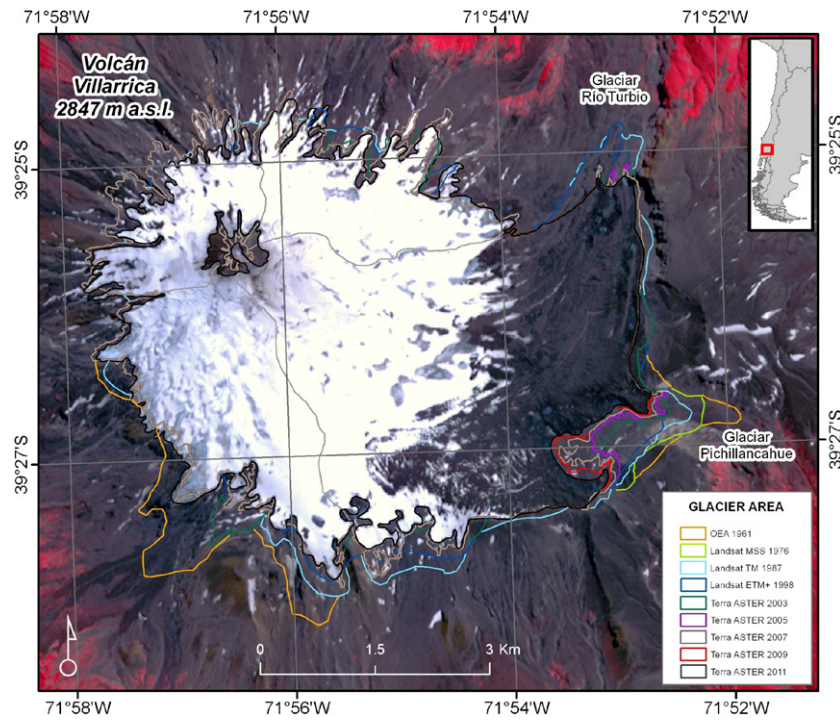 71°58'W 71°56'W 71°54'W 71°52'W
Volcán
Villarrica
2847 m a.s.l.
Glaciar
Río Turbio
39°25'S
39°25'S
39°27'S
39°27'S
Glaciar
Pichillancahue
GLACIER AREA
OEA 1961
Landsat MSS 1976
Landsat TM 1987
Landsat ETM+ 1998
Terra ASTER 2003
Terra ASTER 2005
Terra ASTER 2007
Terra ASTER 2009
Terra ASTER 2011
0 1.5 3 Km
71°58'W 71°56'W 71°54'W 71°52'W